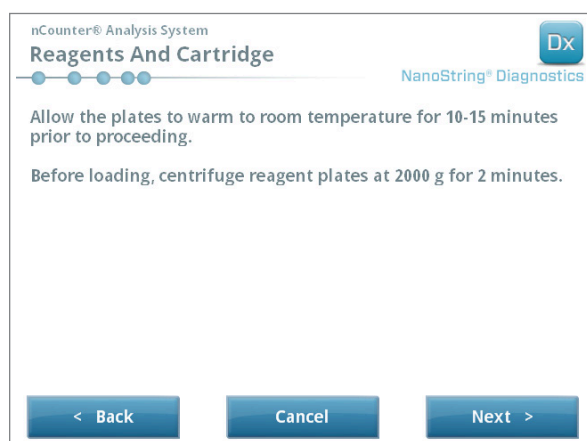 nCounter® Analysis System
Reagents And Cartridge
Dx
NanoString® Diagnostics
Allow the plates to warm to room temperature for 10-15 minutes
prior to proceeding.
Before loading, centrifuge reagent plates at 2000 g for 2 minutes.
< Back
Cancel
Next >